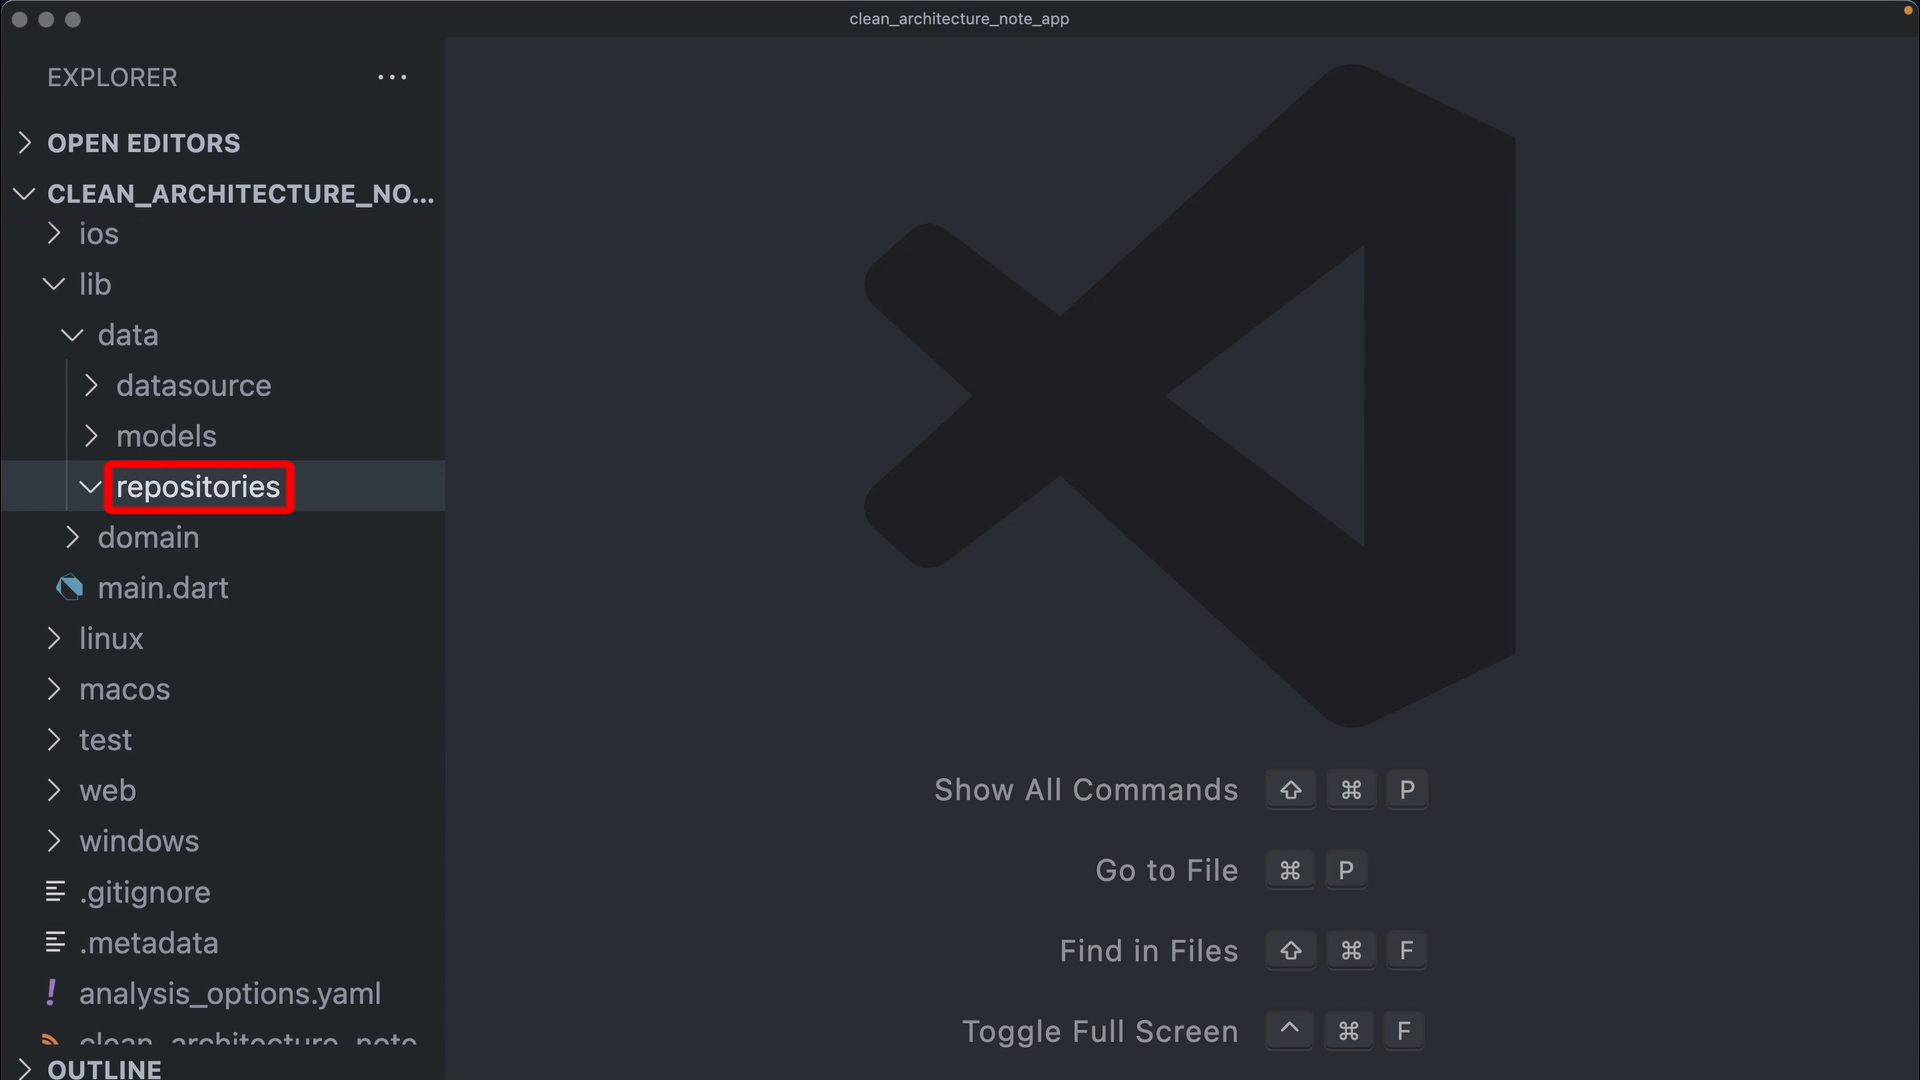 clean_architecture_note_app
EXPLORER
OPEN EDITORS
CLEAN_ARCHITECTURE_NO...
ios
lib
data
datasource
models
repositories
domain
main.dart
linux
macos
test
web
windows
.gitignore
.metadata
analysis_options.yaml
clean_architecture_note
OUTLINE
Show All Commands ⇧ ⌘ P
Go to File ⌘ P
Find in Files ⇧ ⌘ F
Toggle Full Screen ^ ⌘ F